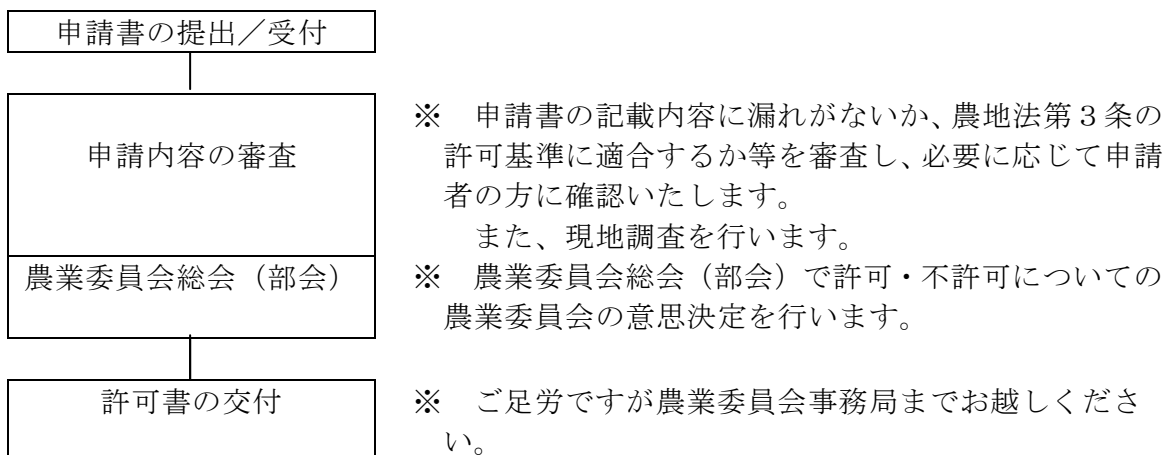 申請書の提出／受付
申請内容の審査
※　申請書の記載内容に漏れがないか、農地法第３条の
許可基準に適合するか等を審査し、必要に応じて申請
者の方に確認いたします。
また、現地調査を行います。
農業委員会総会（部会）
※　農業委員会総会（部会）で許可・不許可についての
農業委員会の意思決定を行います。
許可書の交付
※　ご足労ですが農業委員会事務局までお越しくださ
い。